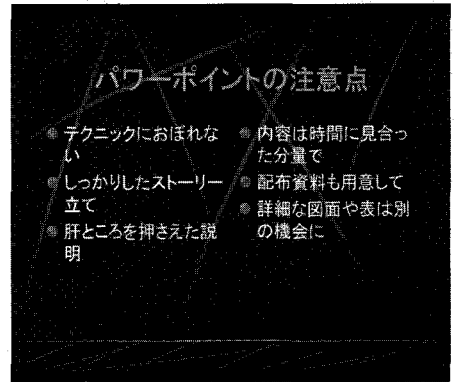 パワーポイントの注意点
テクニックにおぼれな
い
しっかりしたストーリー
立て
肝ところを押さえた説
明
内容は時間に見合っ
た分量で
配布資料も用意して
詳細な図面や表は別
の機会に